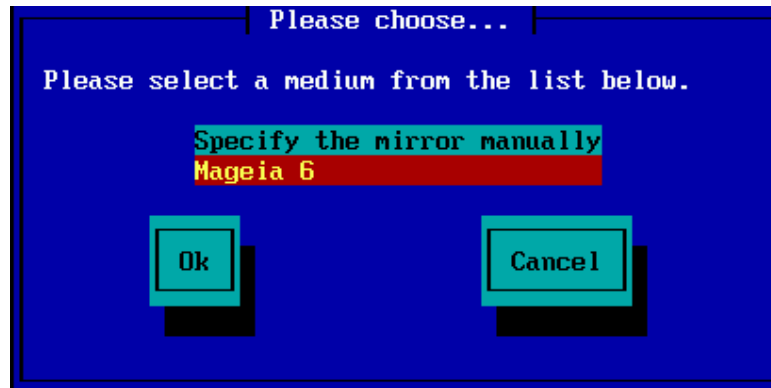 Please choose...
Please select a medium from the list below.
Specify the mirror manually
Mageia 6
Ok
Cancel